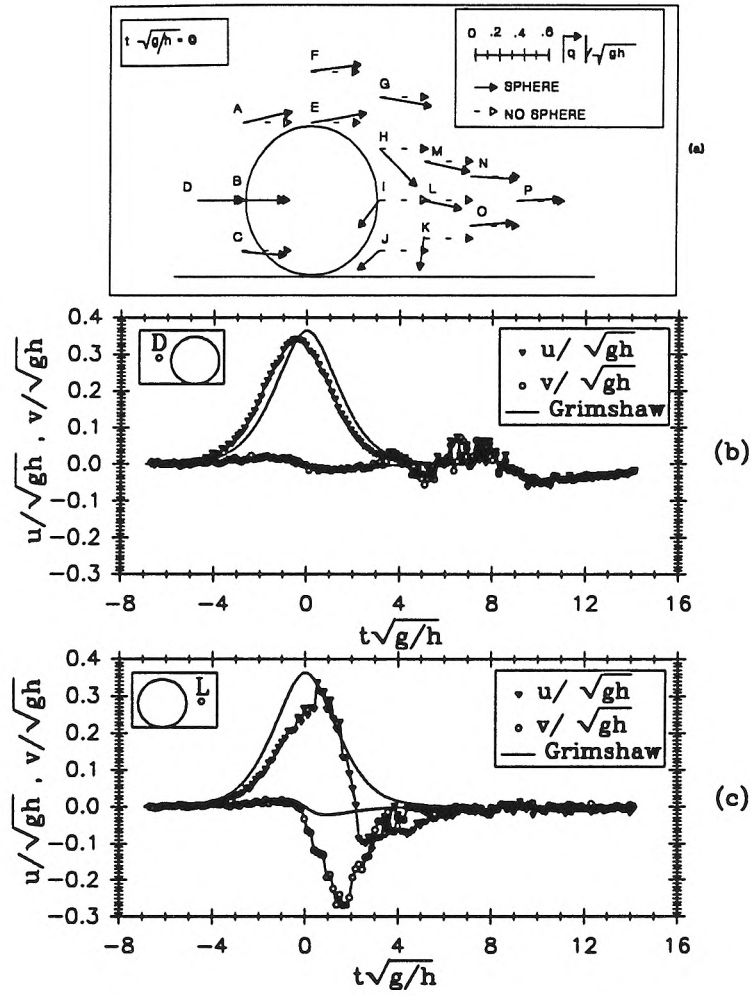 t √g/h = 0
0 .2 .4 .6
|q|/√gh
SPHERE
NO SPHERE
A
B
C
D
E
F
G
H
I
J
K
L
M
N
O
P
(a)
0.4
0.3
0.2
0.1
0.0
-0.1
-0.2
-0.3
u/√gh , v/√gh
D
u/ √gh
v/ √gh
Grimshaw
(b)
-8 -4 0 4 8 12 16
t√g/h
0.4
0.3
0.2
0.1
0.0
-0.1
-0.2
-0.3
u/√gh , v/√gh
L
u/ √gh
v/ √gh
Grimshaw
(c)
-8 -4 0 4 8 12 16
t√g/h